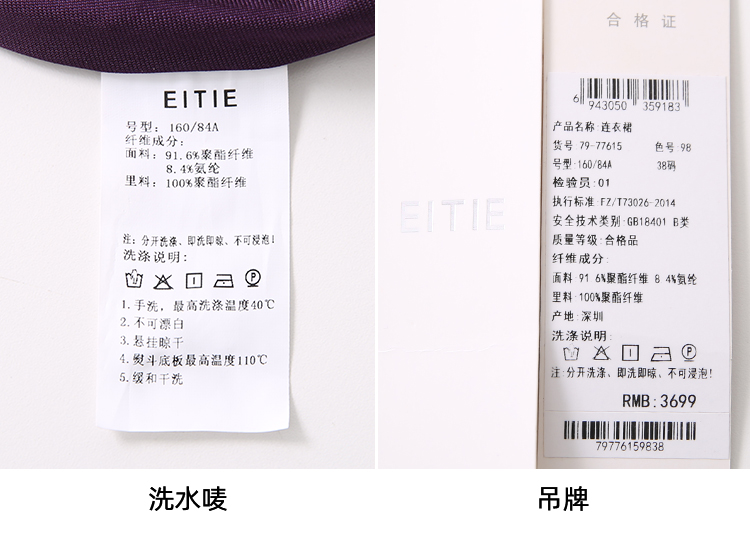 EITIE
号型：160/84A
纤维成分:
面料：91.6%聚酯纤维
8.4%氨纶
里料：100%聚酯纤维
注：分开洗涤、即洗即晾、不可浸泡!
洗涤说明:
P
1.手洗，最高洗涤温度40℃
2.不可漂白
3.悬挂晾干
4.熨斗底板最高温度110℃
5.缓和干洗
洗水唛
EITIE
合格证
6 943050 359183
产品名称:连衣裙
货号:79-77615 色号:98
号型:160/84A 38码
检验员:01
执行标准:FZ/T73026-2014
安全技术类别:GB18401 B类
质量等级:合格品
纤维成分:
面料:91 6%聚酯纤维 8 4%氨纶
里料:100%聚酯纤维
产地:深圳
洗涤说明:
P
注:分开洗涤、即洗即晾、不可浸泡!
RMB:3699
79776159838
吊牌